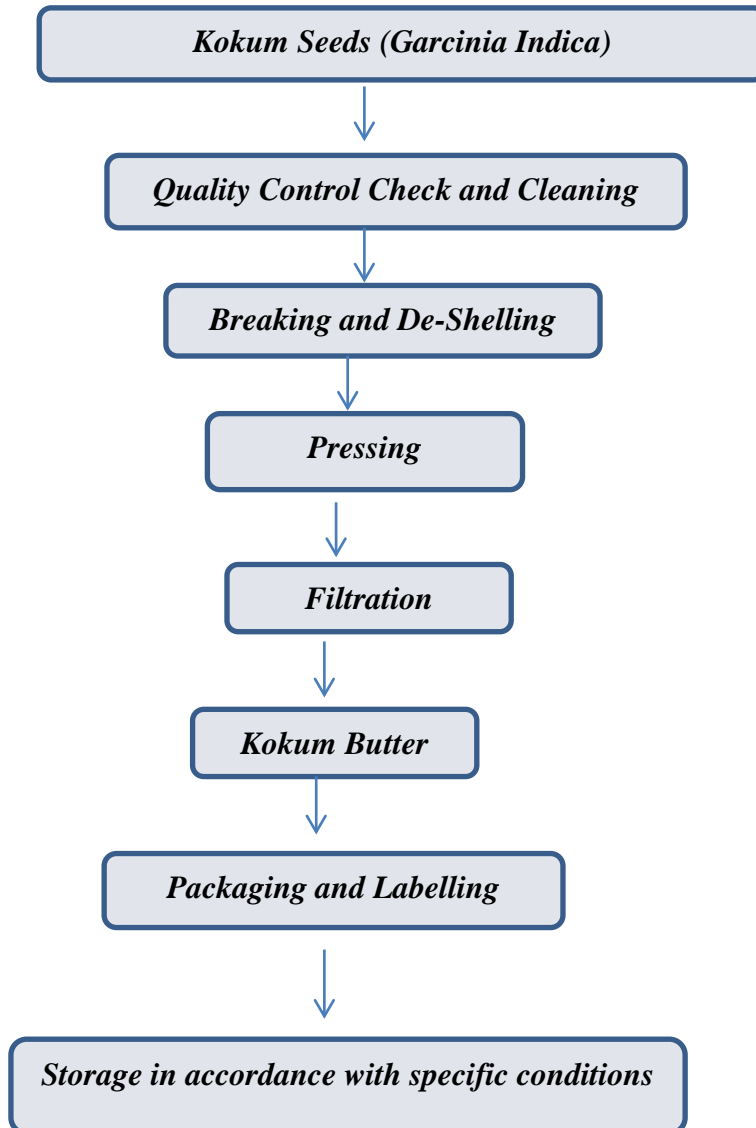 Kokum Seeds (Garcinia Indica)
Quality Control Check and Cleaning
Breaking and De-Shelling
Pressing
Filtration
Kokum Butter
Packaging and Labelling
Storage in accordance with specific conditions